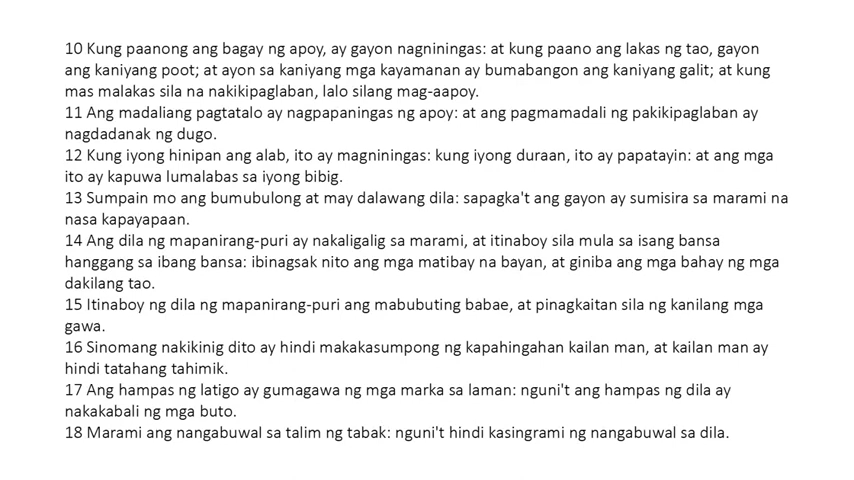 10 Kung paanong ang bagay ng apoy, ay gayon nagniningas: at kung paano ang lakas ng tao, gayon
ang kaniyang poot; at ayon sa kaniyang mga kayamanan ay bumabangon ang kaniyang galit; at kung
mas malakas sila na nakikipaglaban, lalo silang mag-aapoy.
11 Ang madaliang pagtatalo ay nagpapaningas ng apoy: at ang pagmamadali ng pakikipaglaban ay
nagdadanak ng dugo.
12 Kung iyong hinipan ang alab, ito ay magniningas: kung iyong duraan, ito ay papatayin: at ang mga
ito ay kapuwa lumalabas sa iyong bibig.
13 Sumpain mo ang bumubulong at may dalawang dila: sapagka't ang gayon ay sumisira sa marami na
nasa kapayapaan.
14 Ang dila ng mapanirang-puri ay nakaligalig sa marami, at itinaboy sila mula sa isang bansa
hanggang sa ibang bansa: ibinagsak nito ang mga matibay na bayan, at giniba ang mga bahay ng mga
dakilang tao.
15 Itinaboy ng dila ng mapanirang-puri ang mabubuting babae, at pinagkaitan sila ng kanilang mga
gawa.
16 Sinomang nakikinig dito ay hindi makakasumpong ng kapahingahan kailan man, at kailan man ay
hindi tatahang tahimik.
17 Ang hampas ng latigo ay gumagawa ng mga marka sa laman: nguni't ang hampas ng dila ay
nakakabali ng mga buto.
18 Marami ang nangabuwal sa talim ng tabak: nguni't hindi kasingrami ng nangabuwal sa dila.